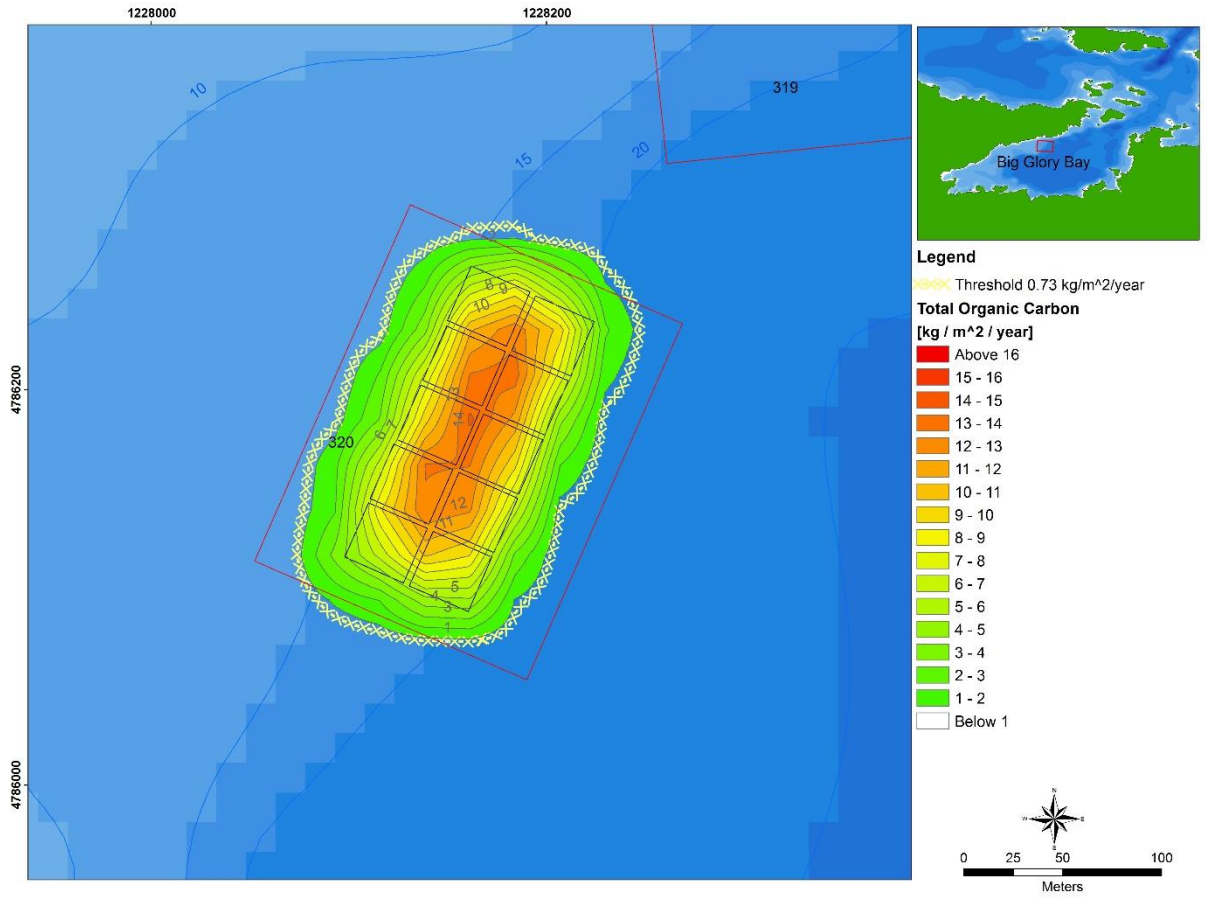 1228000
1228200
10
319
15
20
4786200
8
9
10
13
14
6
7
320
12
11
5
4
3
1
4786000
Big Glory Bay
Legend
Threshold 0.73 kg/m^2/year
Total Organic Carbon
[kg / m^2 / year]
Above 16
15 - 16
14 - 15
13 - 14
12 - 13
11 - 12
10 - 11
9 - 10
8 - 9
7 - 8
6 - 7
5 - 6
4 - 5
3 - 4
2 - 3
1 - 2
Below 1
N
W
E
S
0 25 50 100
Meters